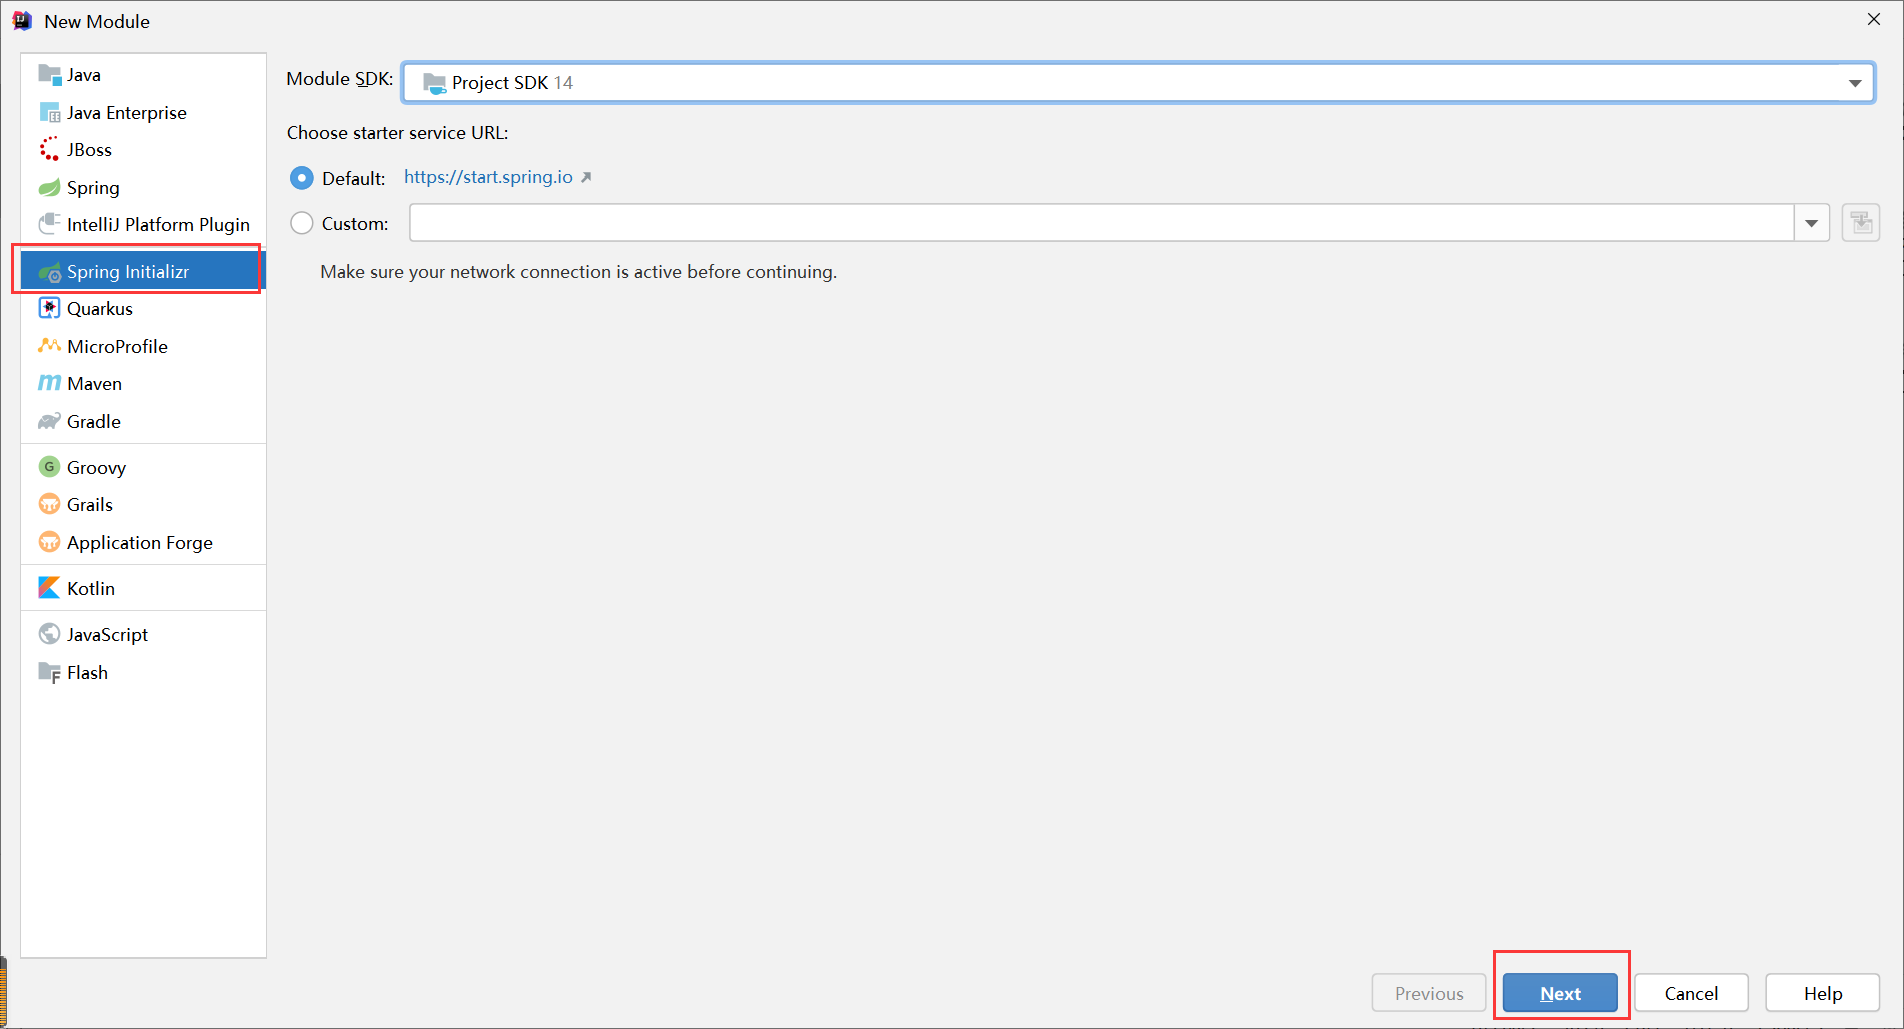 New Module
Java
Java Enterprise
JBoss
Spring
IntelliJ Platform Plugin
Spring Initializr
Quarkus
MicroProfile
Maven
Gradle
Groovy
Grails
Application Forge
Kotlin
JavaScript
Flash
Module SDK: Project SDK 14
Choose starter service URL:
Default: https://start.spring.io
Custom:
Make sure your network connection is active before continuing.
Previous Next Cancel Help